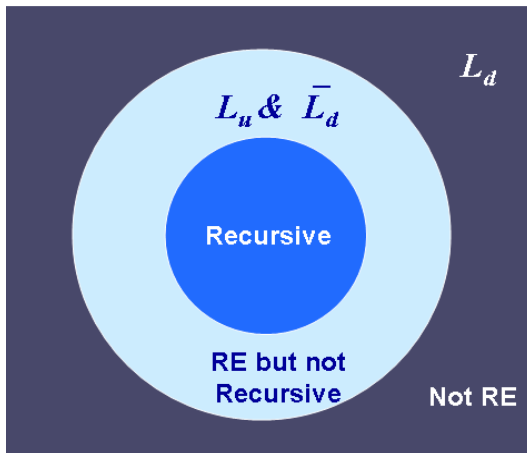 L_d
L_u & L̄_d
Recursive
RE but not
Recursive
Not RE